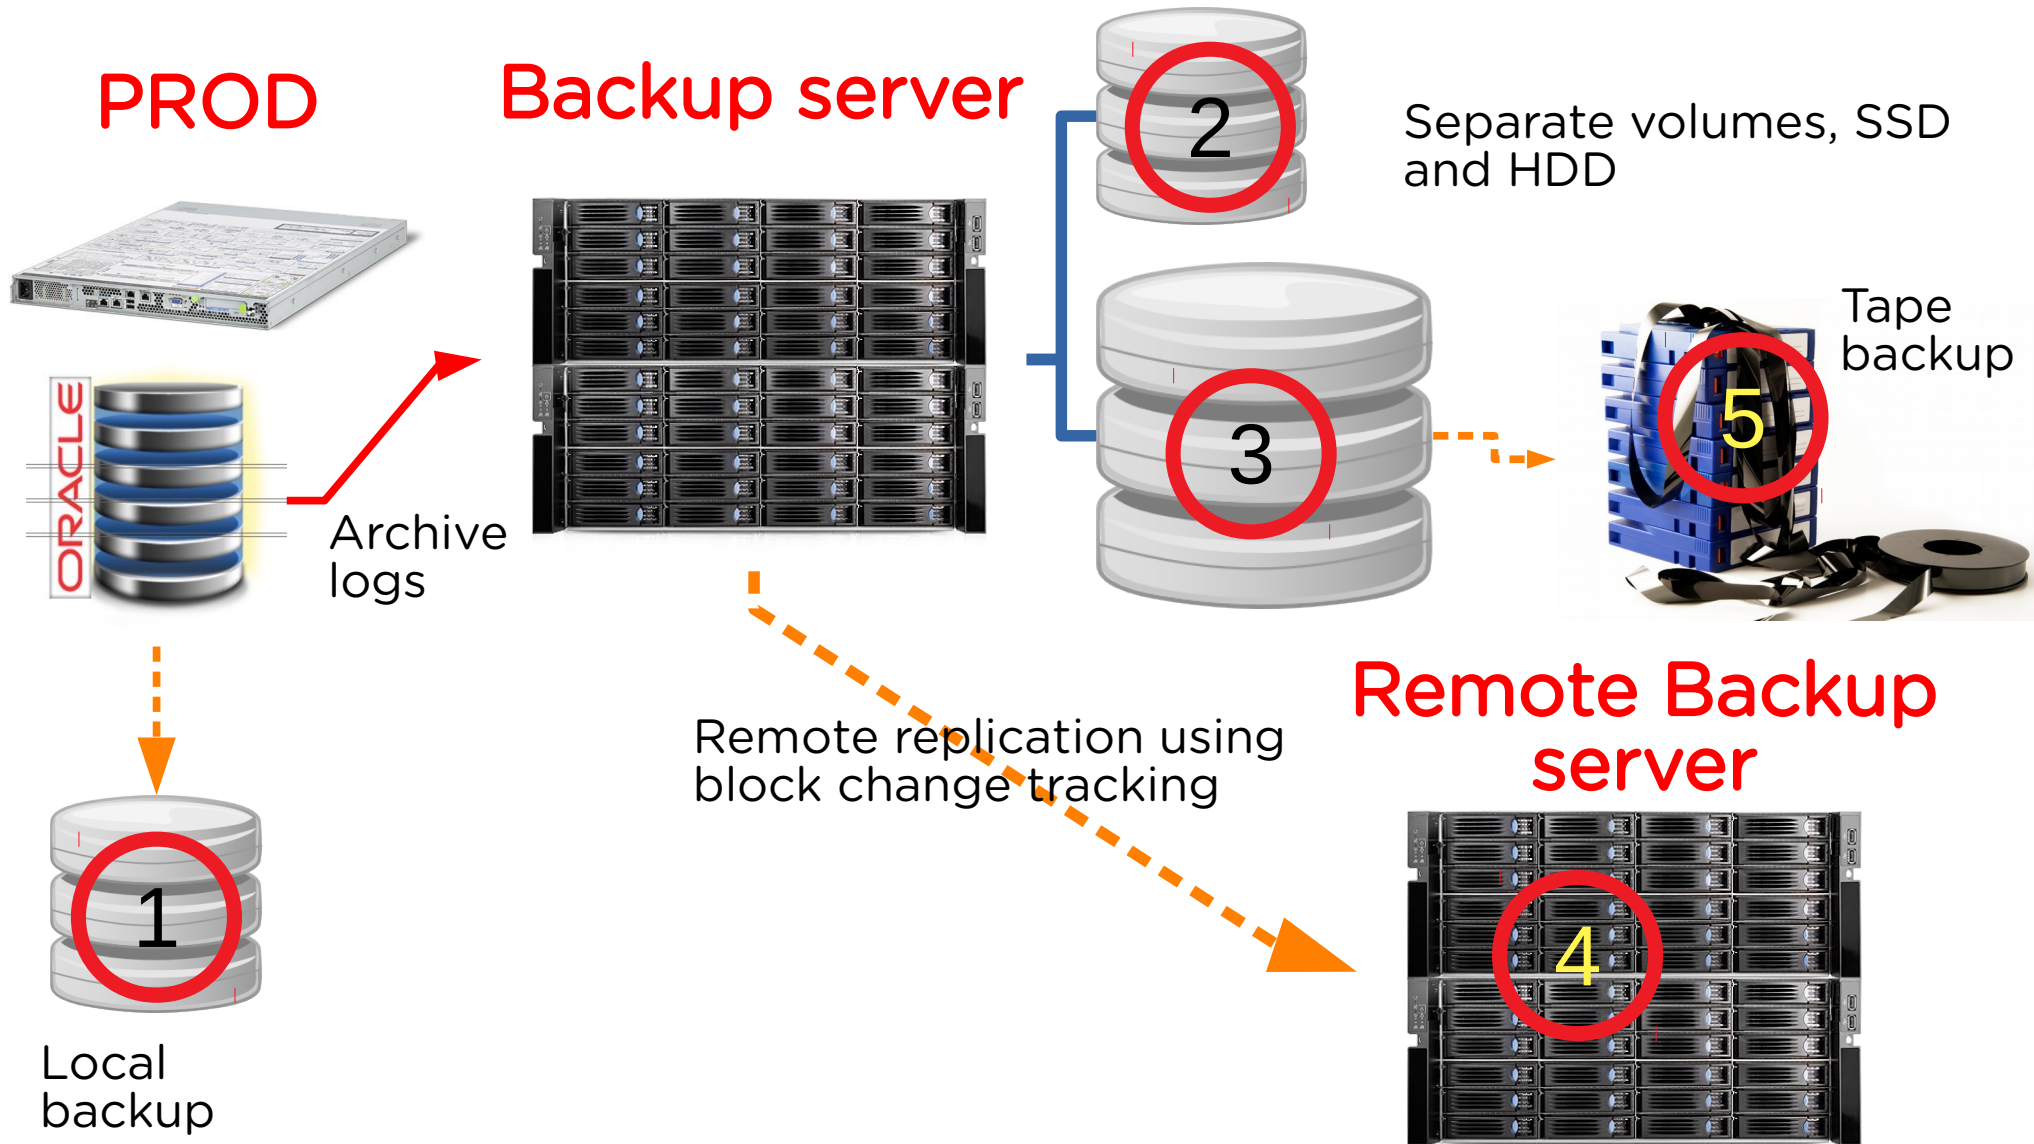 PROD
Backup server
2
Separate volumes, SSD
and HDD
ORACLE
Archive
logs
3
Tape
backup
5
Remote replication using
block change tracking
Remote Backup
server
1
4
Local
backup